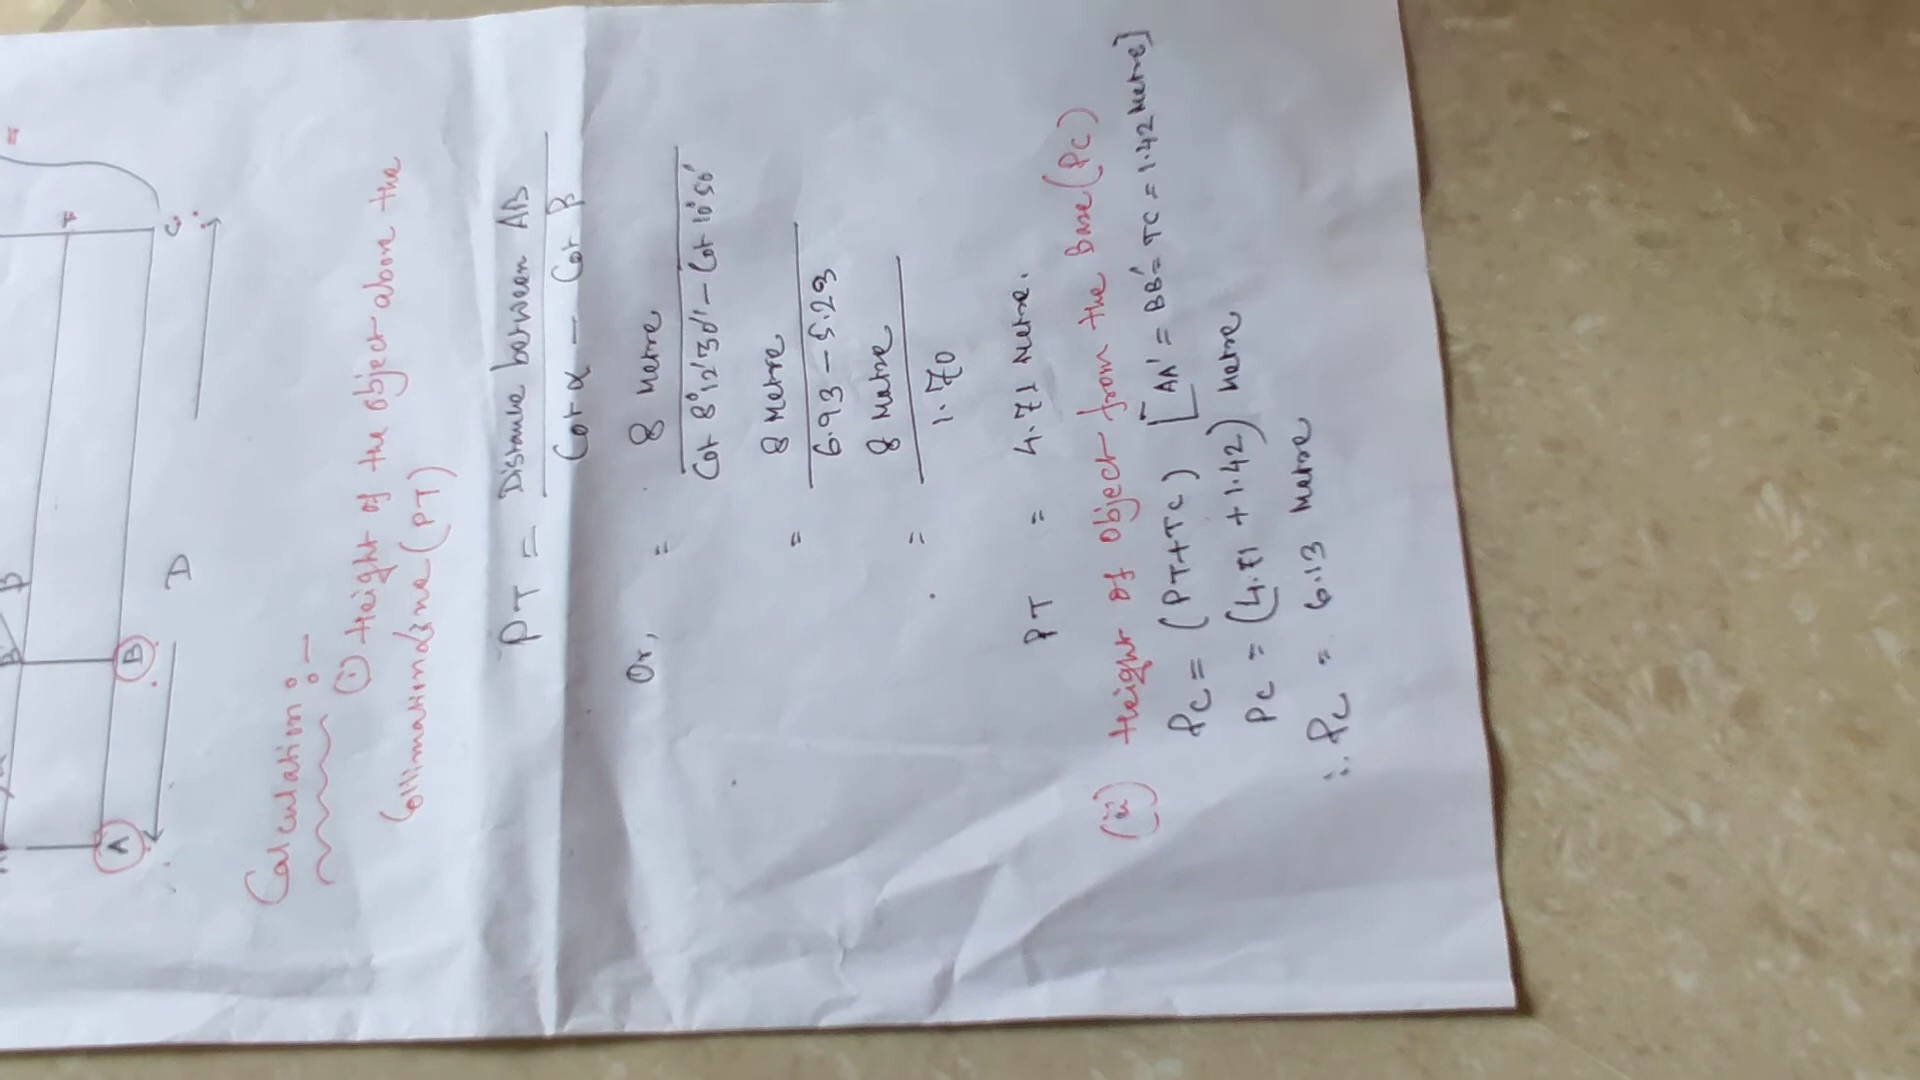 =
T
B
B'
A
B
C
D
Calculation :-
(i) Height of the object above the
Collimation Line (PT)
PT = Distance between AB
Cot α - Cot β
Or, = 8 Metre
Cot 8°12'30" - Cot 10°50'
= 8 Metre
6.93 - 5.23
= 8 Metre
1.70
PT = 4.71 Metre.
(ii) Height of Object from the Base (PC)
PC = (PT+TC) [AA' = BB' = TC = 1.42 Metre]
PC = (4.71 + 1.42) Metre
∴ PC = 6.13 Metre